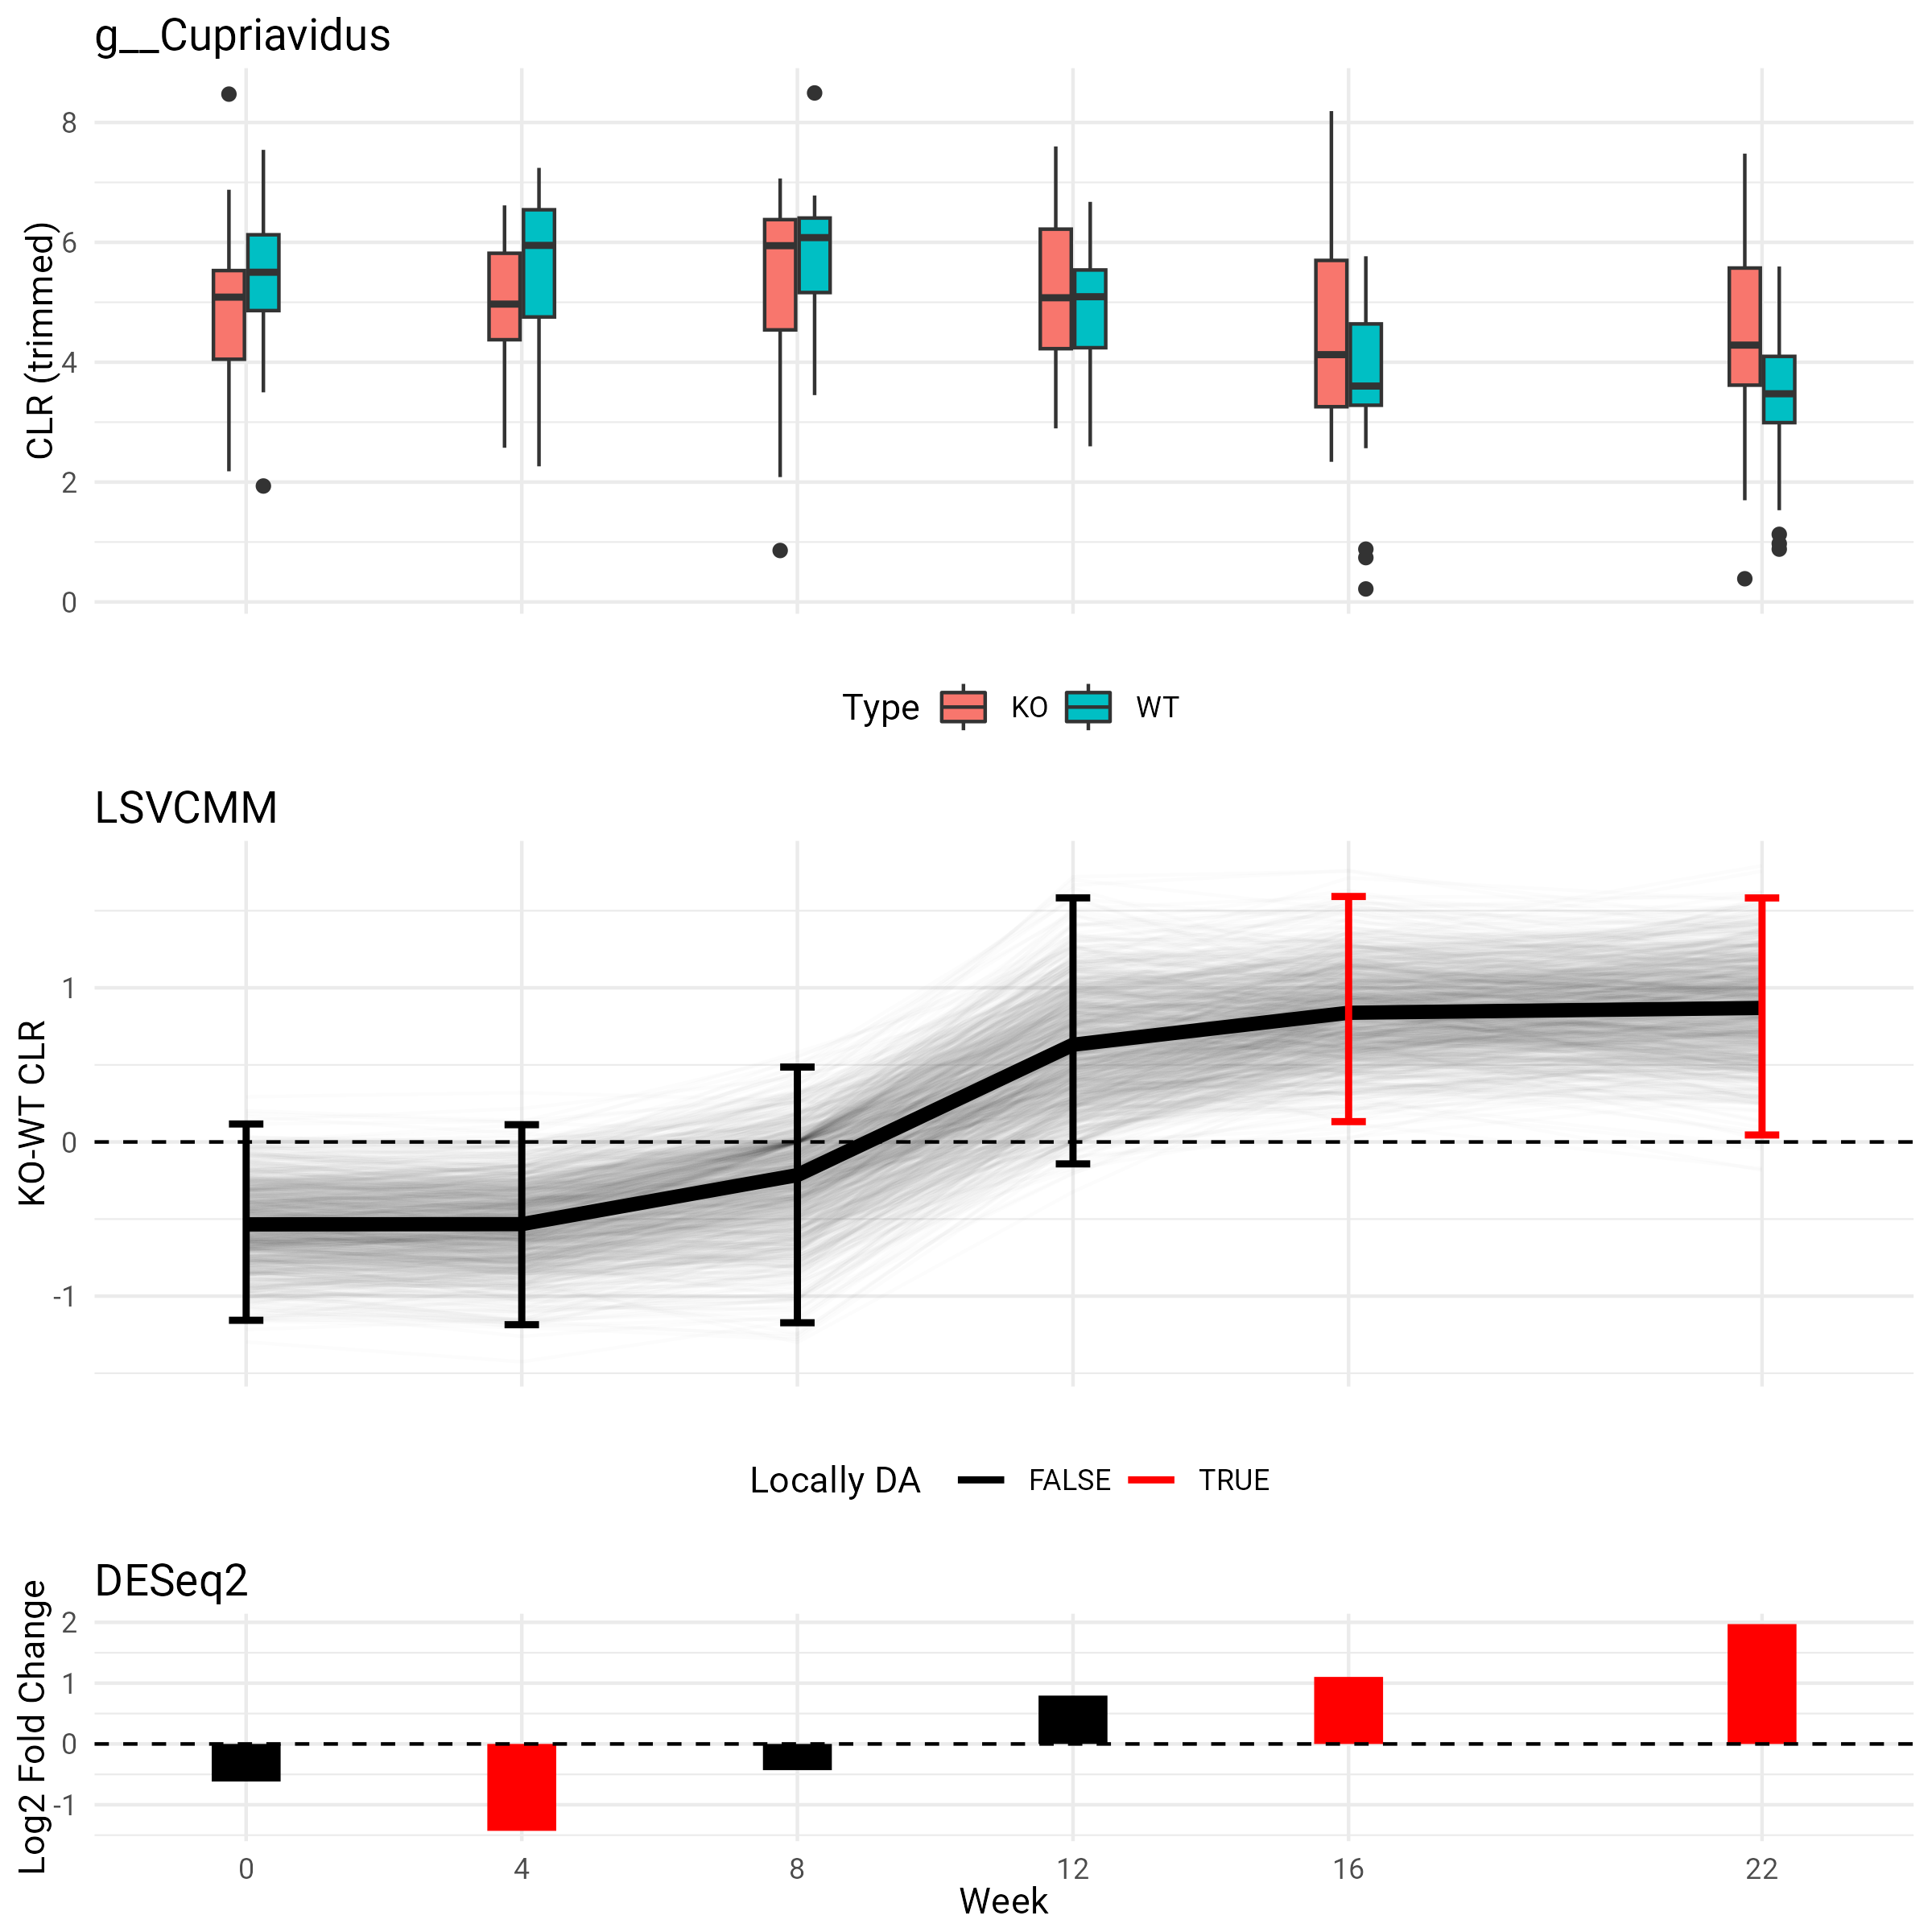 g__Cupriavidus
CLR (trimmed)
8
6
4
2
0
Type KO WT
LSVCMM
KO-WT CLR
1
0
-1
Locally DA FALSE TRUE
DESeq2
Log2 Fold Change
2
1
0
-1
0 4 8 12 16 22
Week